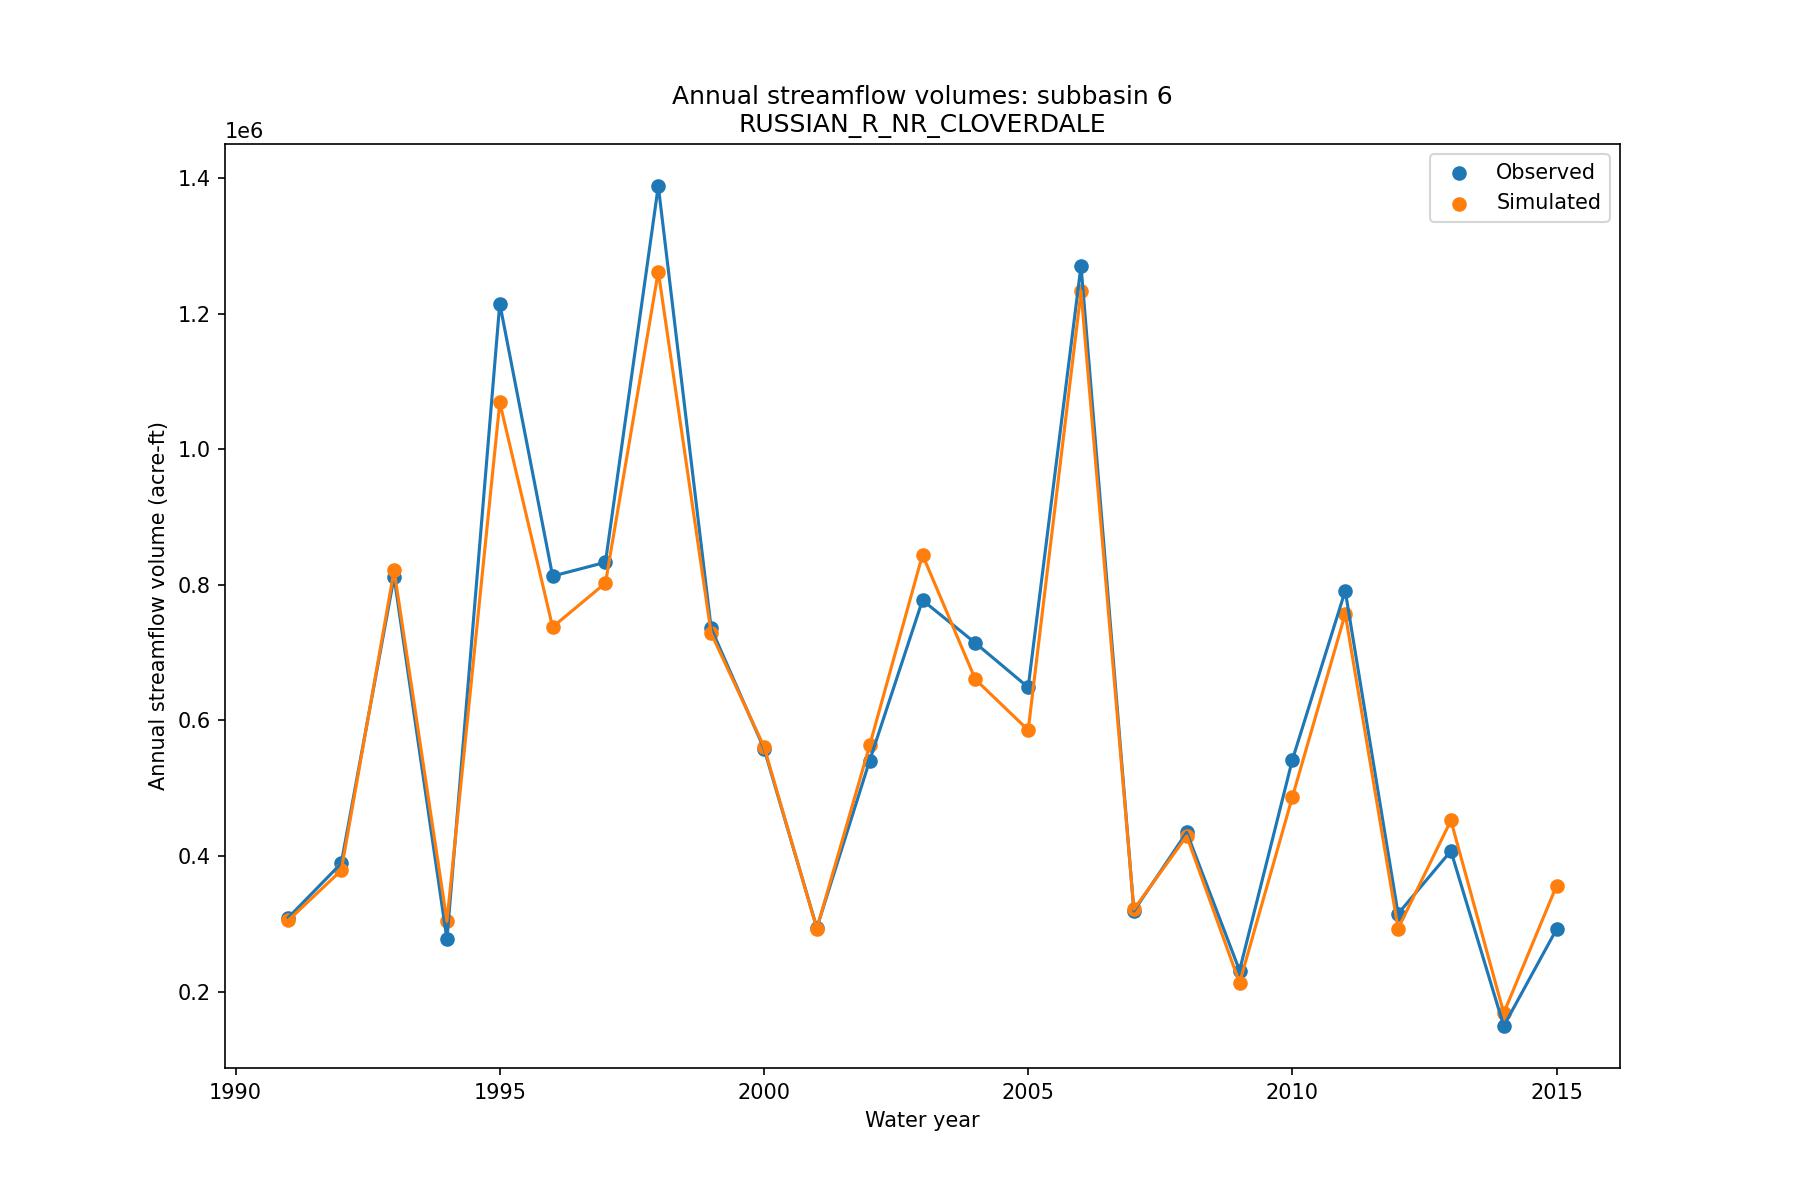 Annual streamflow volumes: subbasin 6
RUSSIAN_R_NR_CLOVERDALE
1e6
Observed
Simulated
1.4
1.2
1.0
0.8
0.6
0.4
0.2
Annual streamflow volume (acre-ft)
1990 1995 2000 2005 2010 2015
Water year